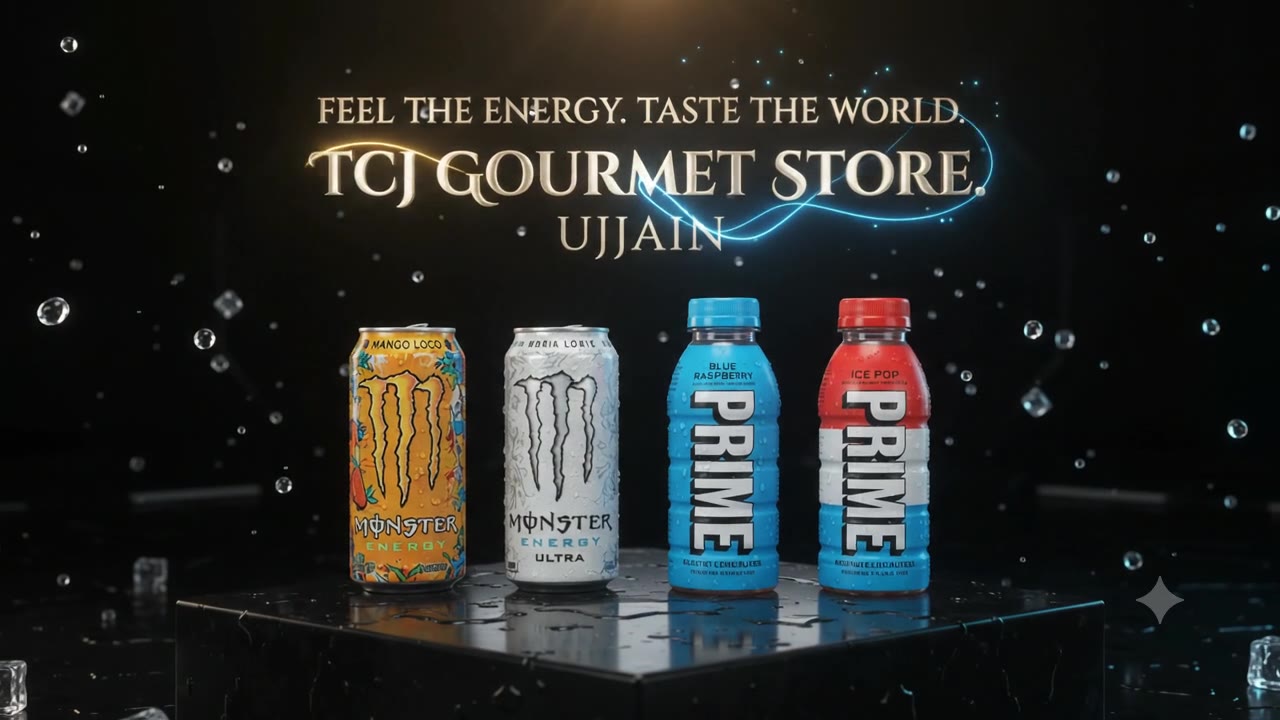 FEEL THE ENERGY. TASTE THE WORLD.
TCJ GOURMET STORE.
UJJAIN
MANGO LOCO
MONSTER
ENERGY
MONSTER
ENERGY
ULTRA
BLUE
RASPBERRY
PRIME
ICE POP
PRIME